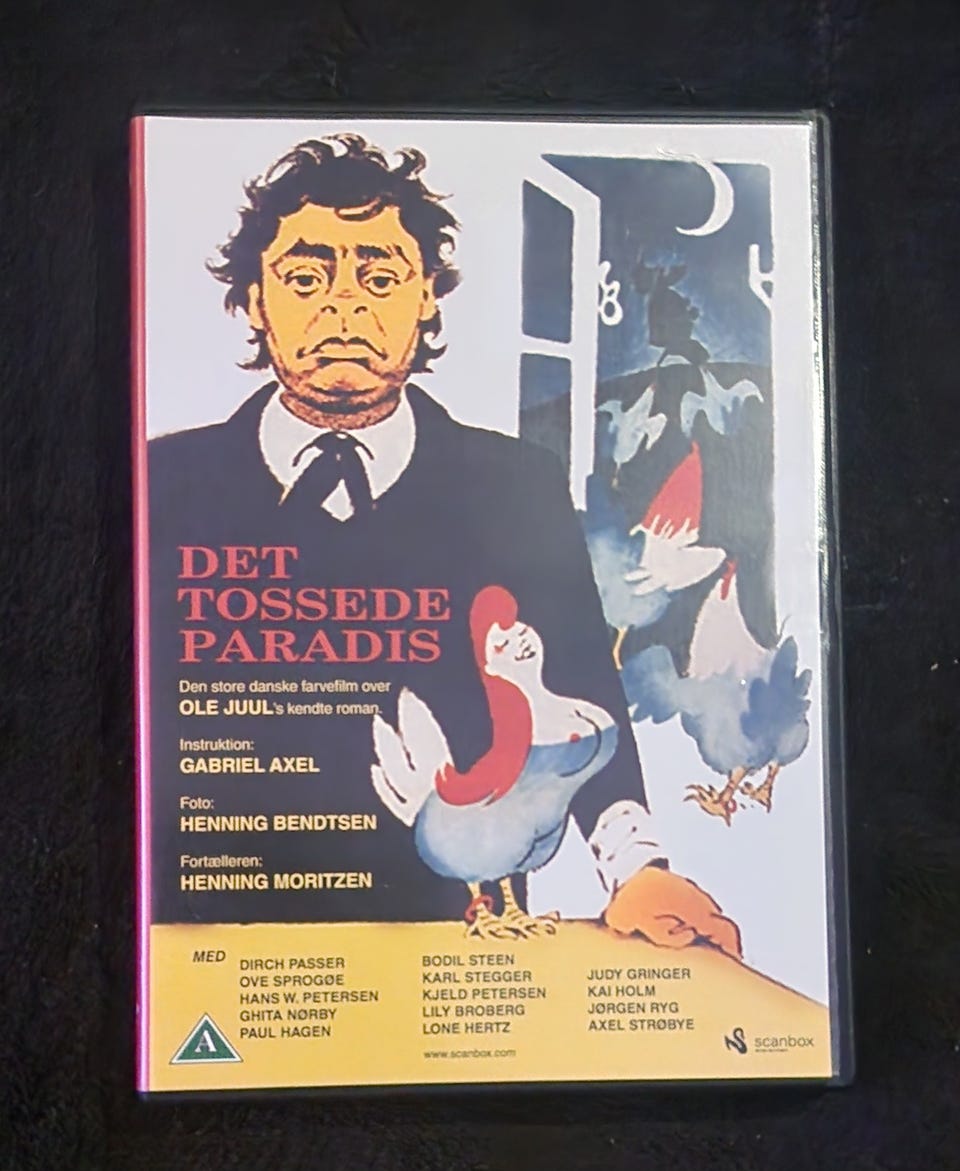 DET
TOSSEDE
PARADIS
Den store danske farvefilm over
OLE JUUL's kendte roman.
Instruktion:
GABRIEL AXEL
Foto:
HENNING BENDTSEN
Fortælleren:
HENNING MORITZEN
MED
DIRCH PASSER
OVE SPROGØE
HANS W. PETERSEN
GHITA NØRBY
PAUL HAGEN
BODIL STEEN
KARL STEGGER
KJELD PETERSEN
LILY BROBERG
LONE HERTZ
JUDY GRINGER
KAI HOLM
JØRGEN RYG
AXEL STRØBYE
A
www.scanbox.com
scanbox